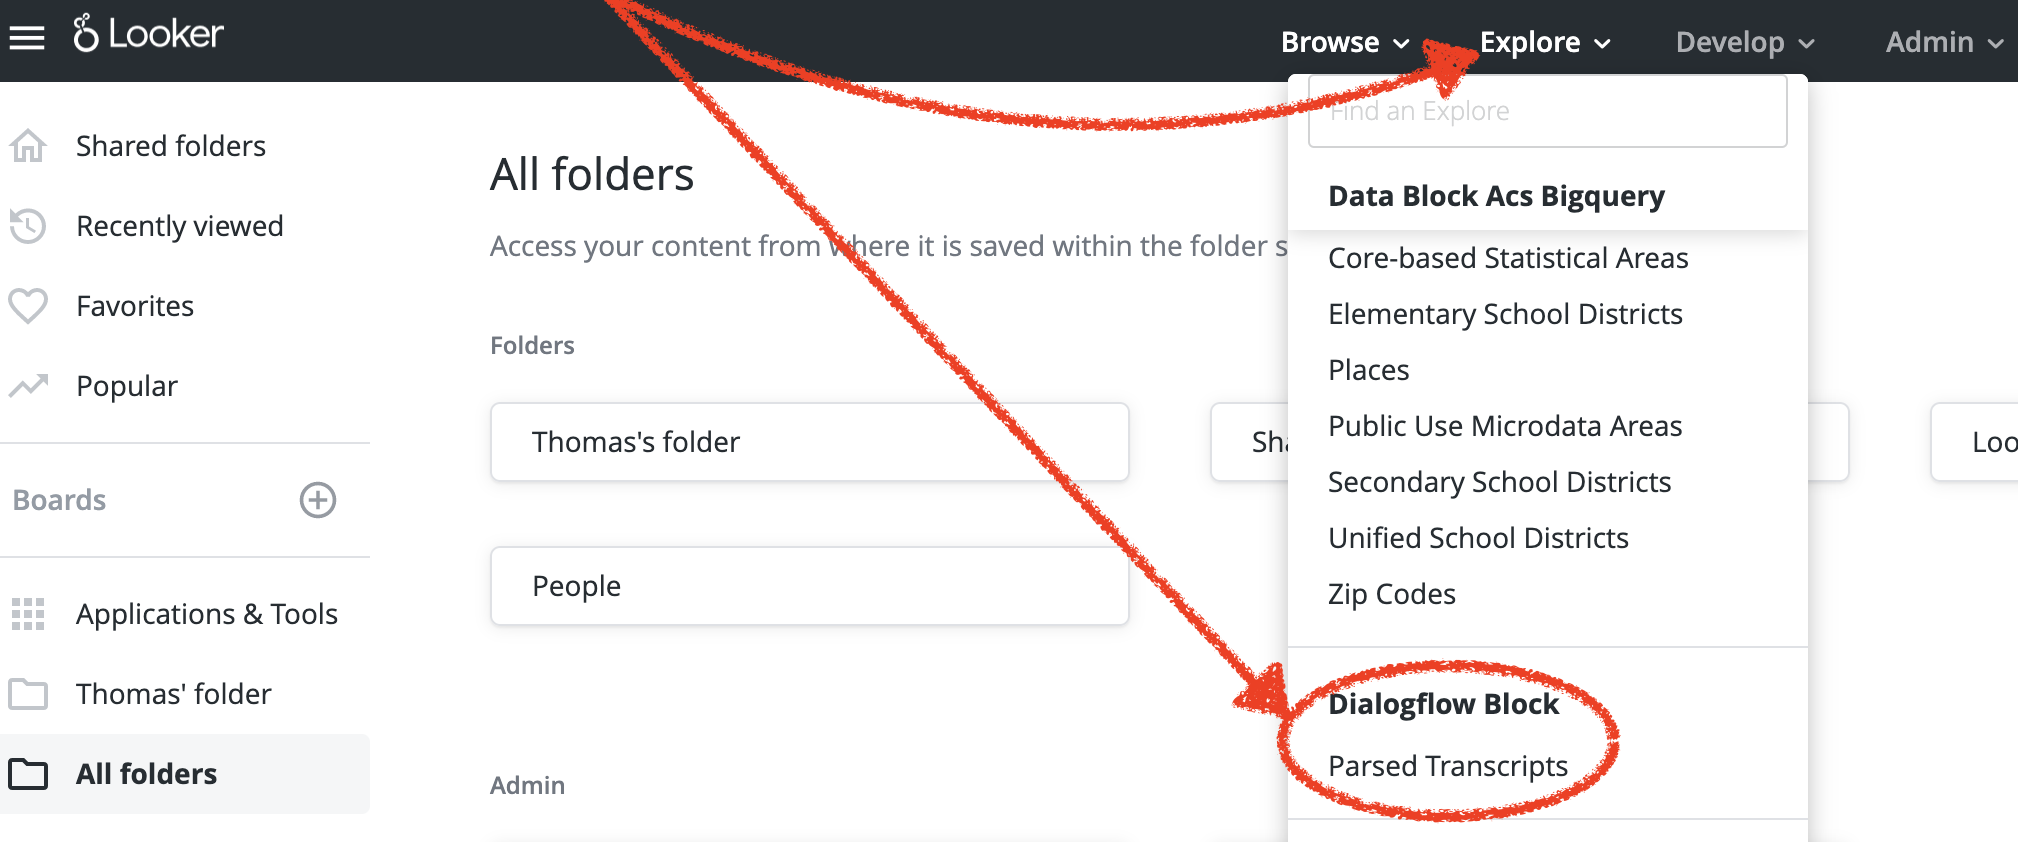 Looker
Browse
Explore
Develop
Admin
Find an Explore
Shared folders
Recently viewed
Favorites
Popular
Boards
Applications & Tools
Thomas' folder
All folders
All folders
Access your content from where it is saved within the folder s
Folders
Thomas's folder
Sha
Loo
People
Admin
Data Block Acs Bigquery
Core-based Statistical Areas
Elementary School Districts
Places
Public Use Microdata Areas
Secondary School Districts
Unified School Districts
Zip Codes
Dialogflow Block
Parsed Transcripts